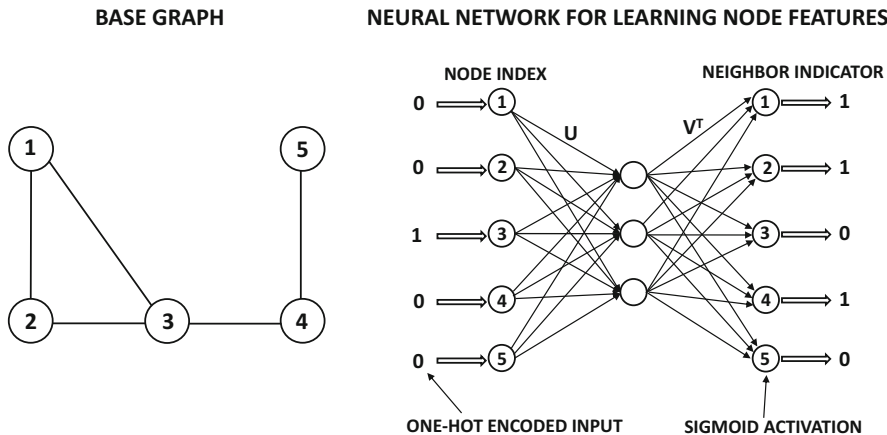 BASE GRAPH
NEURAL NETWORK FOR LEARNING NODE FEATURES
1
5
2
3
4
NODE INDEX
NEIGHBOR INDICATOR
0 1 U Vᵀ 1 1
0 2 2 1
1 3 3 0
0 4 4 1
0 5 5 0
ONE-HOT ENCODED INPUT
SIGMOID ACTIVATION